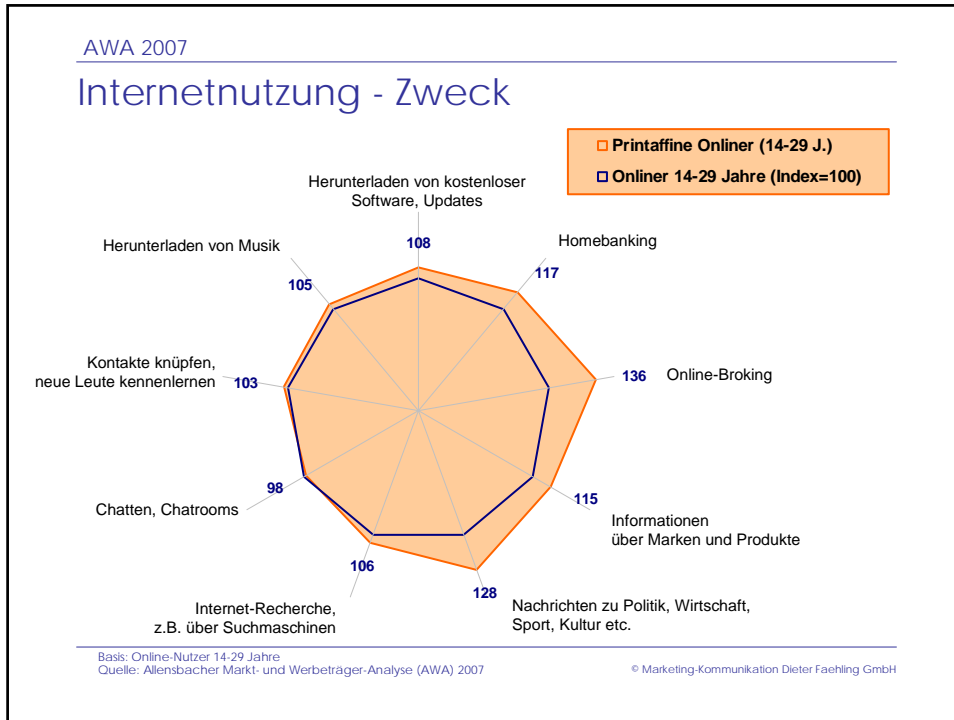 AWA 2007
Internetnutzung - Zweck
Printaffine Onliner (14-29 J.)
Onliner 14-29 Jahre (Index=100)
Herunterladen von kostenloser
Software, Updates
108
Homebanking
117
Online-Broking
136
Informationen
über Marken und Produkte
115
Nachrichten zu Politik, Wirtschaft,
Sport, Kultur etc.
128
Internet-Recherche,
z.B. über Suchmaschinen
106
Chatten, Chatrooms
98
Kontakte knüpfen,
neue Leute kennenlernen
103
Herunterladen von Musik
105
Basis: Online-Nutzer 14-29 Jahre
Quelle: Allensbacher Markt- und Werbeträger-Analyse (AWA) 2007
© Marketing-Kommunikation Dieter Faehling GmbH